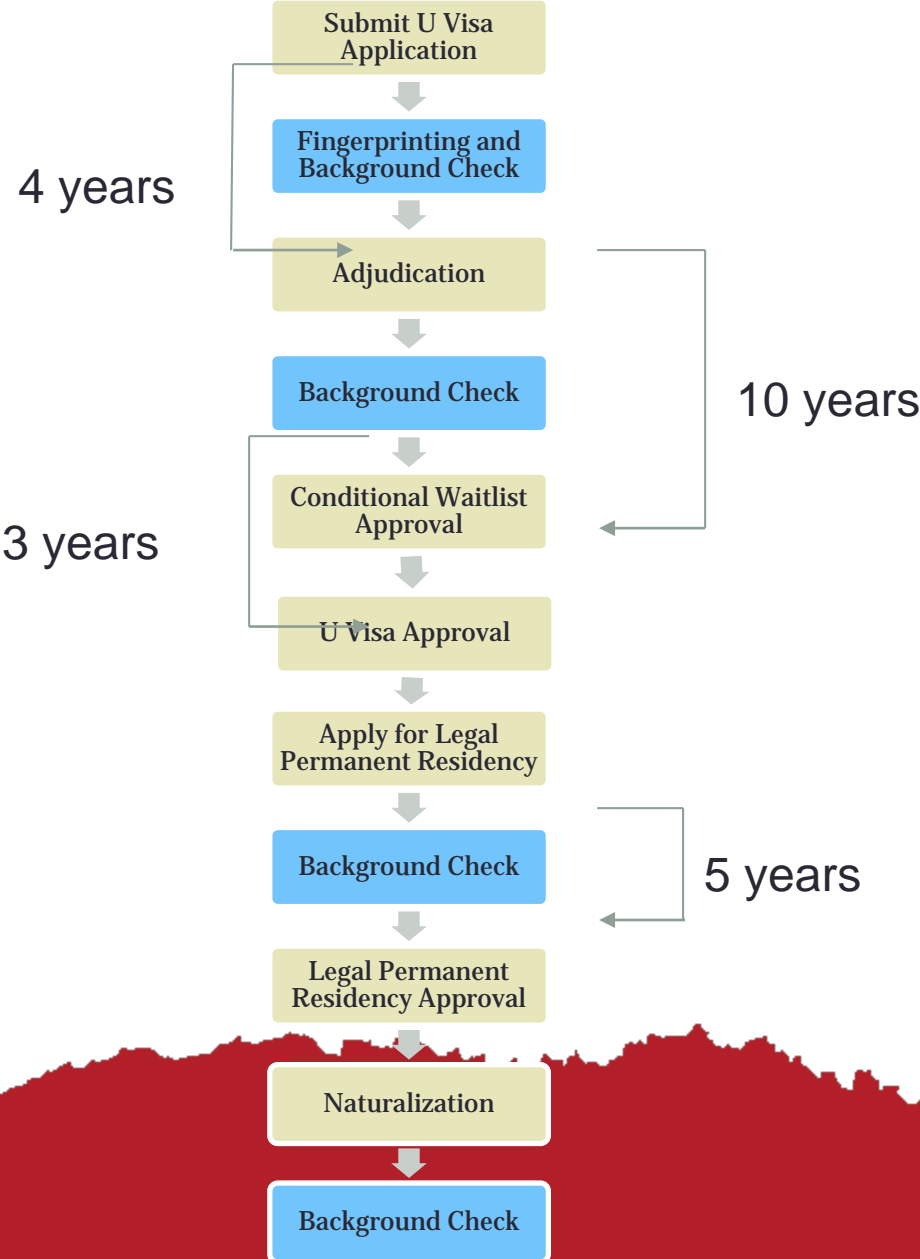 Submit U Visa
Application
Fingerprinting and
Background Check
4 years
Adjudication
Background Check
10 years
Conditional Waitlist
Approval
3 years
U Visa Approval
Apply for Legal
Permanent Residency
Background Check
5 years
Legal Permanent
Residency Approval
Naturalization
Background Check